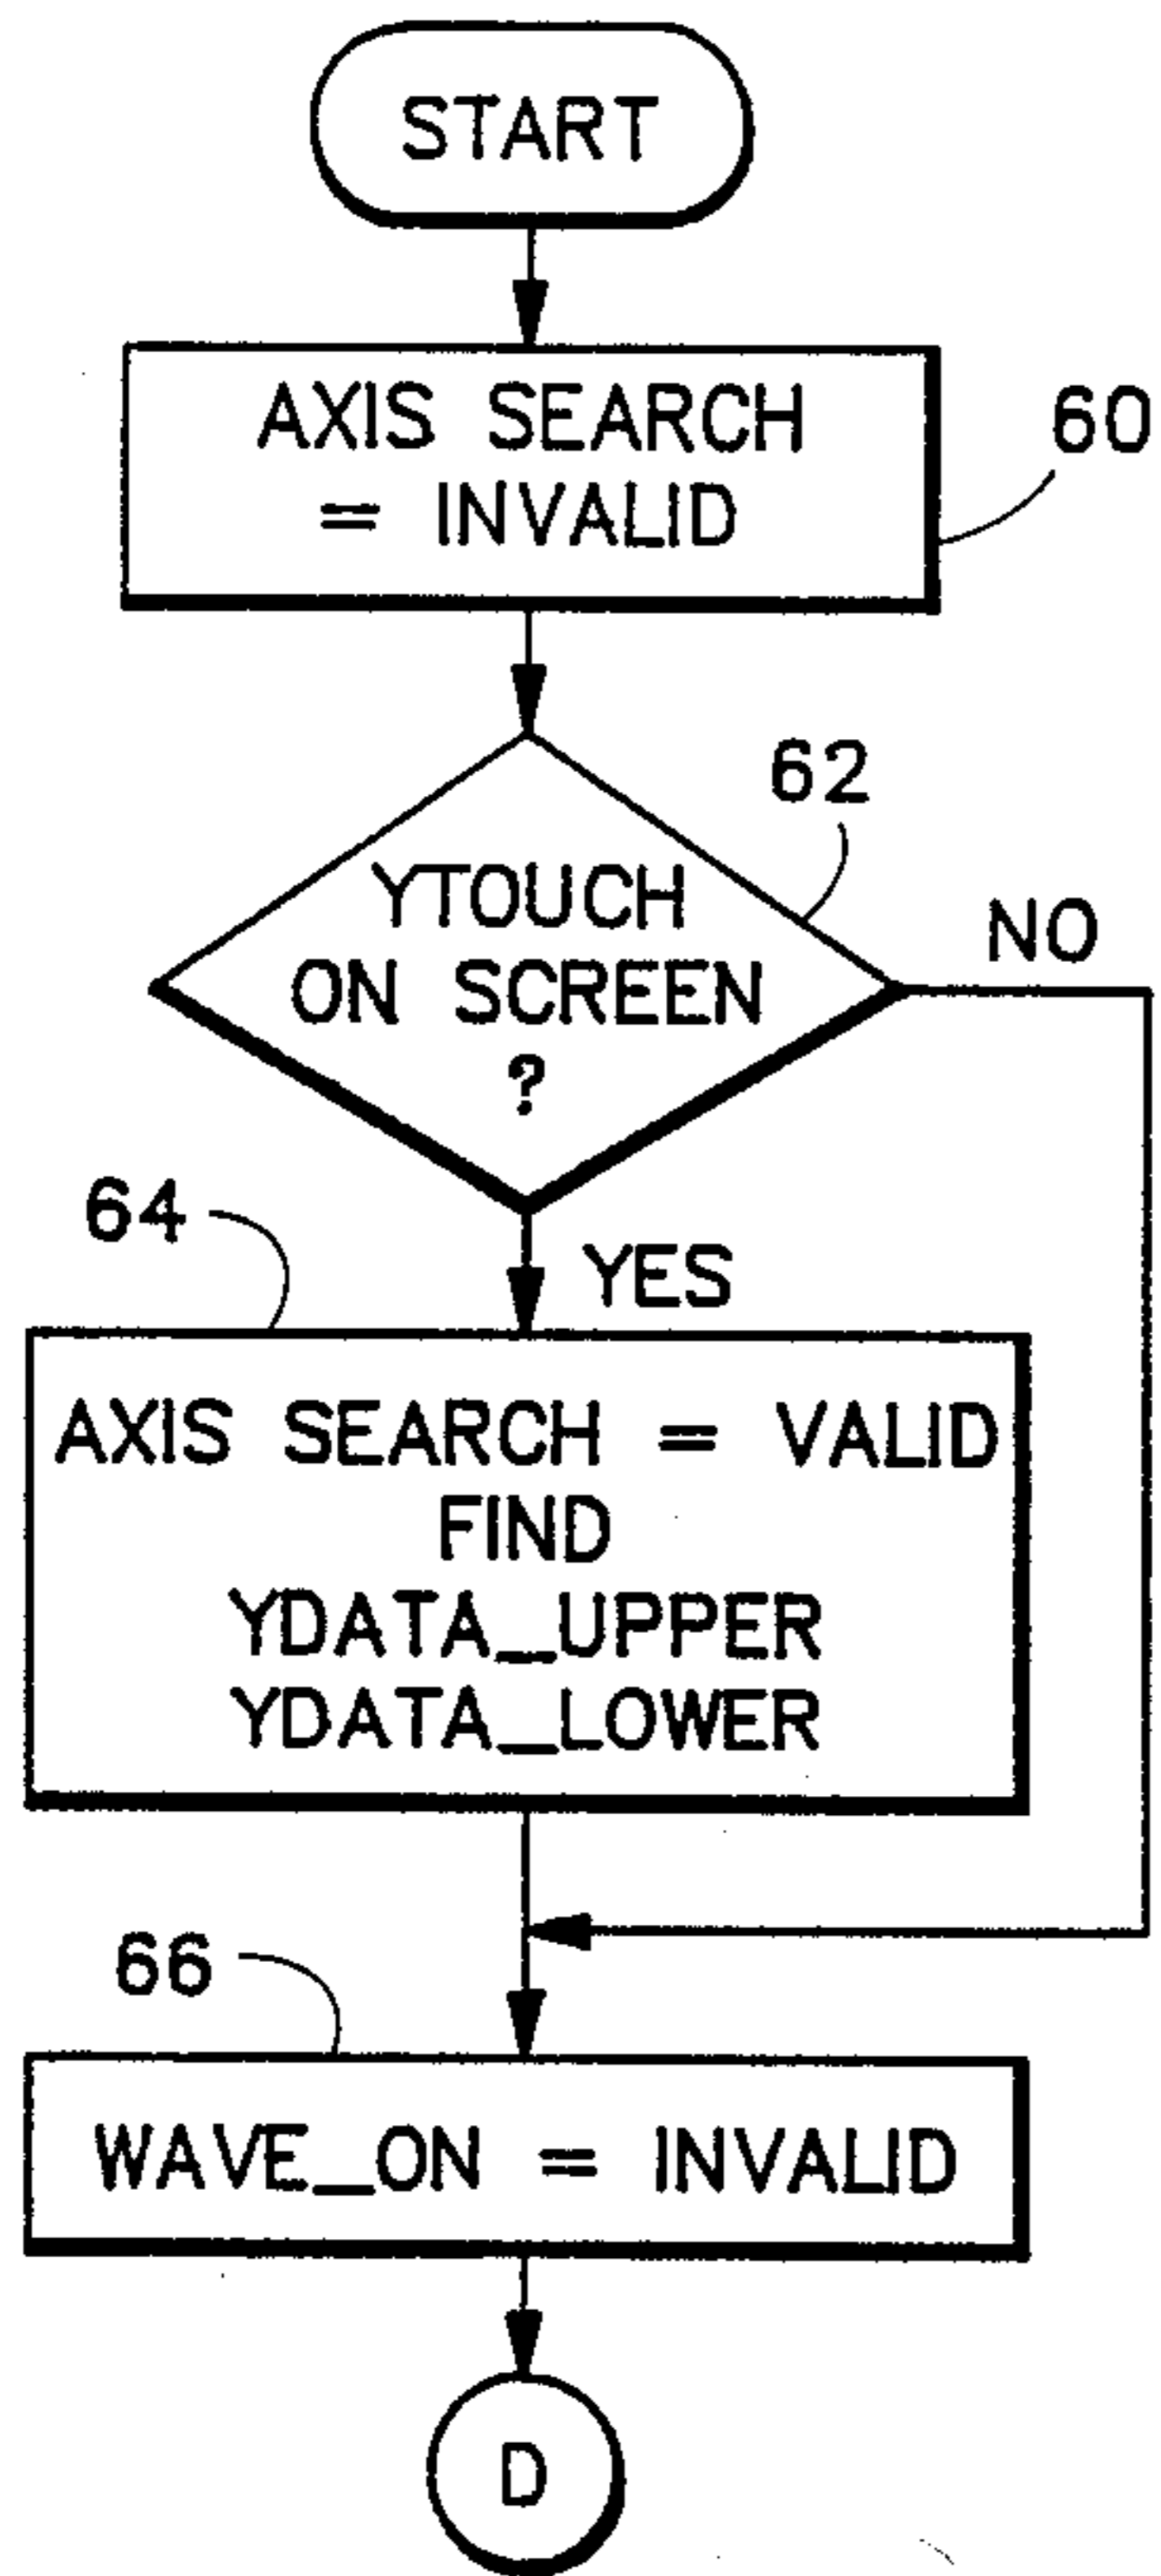 START
AXIS SEARCH
= INVALID
60
62
YTOUCH
ON SCREEN
?
NO
64
YES
AXIS SEARCH = VALID
FIND
YDATA_UPPER
YDATA_LOWER
66
WAVE_ON = INVALID
D